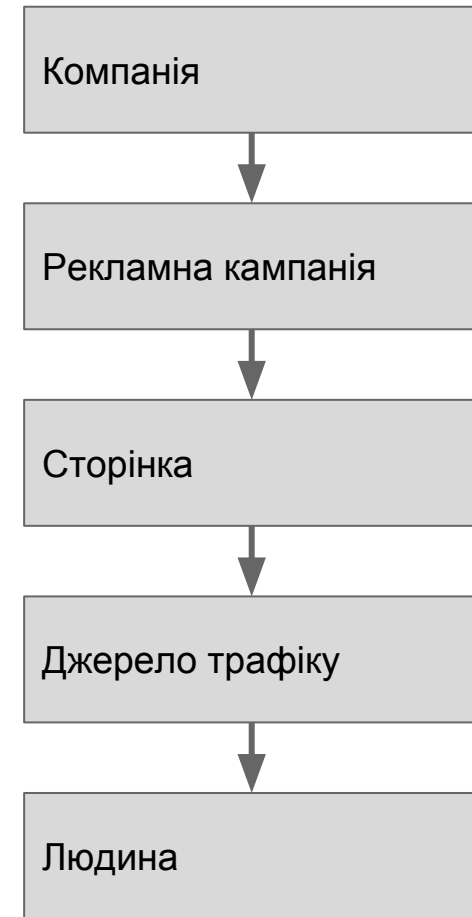 Компанія
Рекламна кампанія
Сторінка
Джерело трафіку
Людина